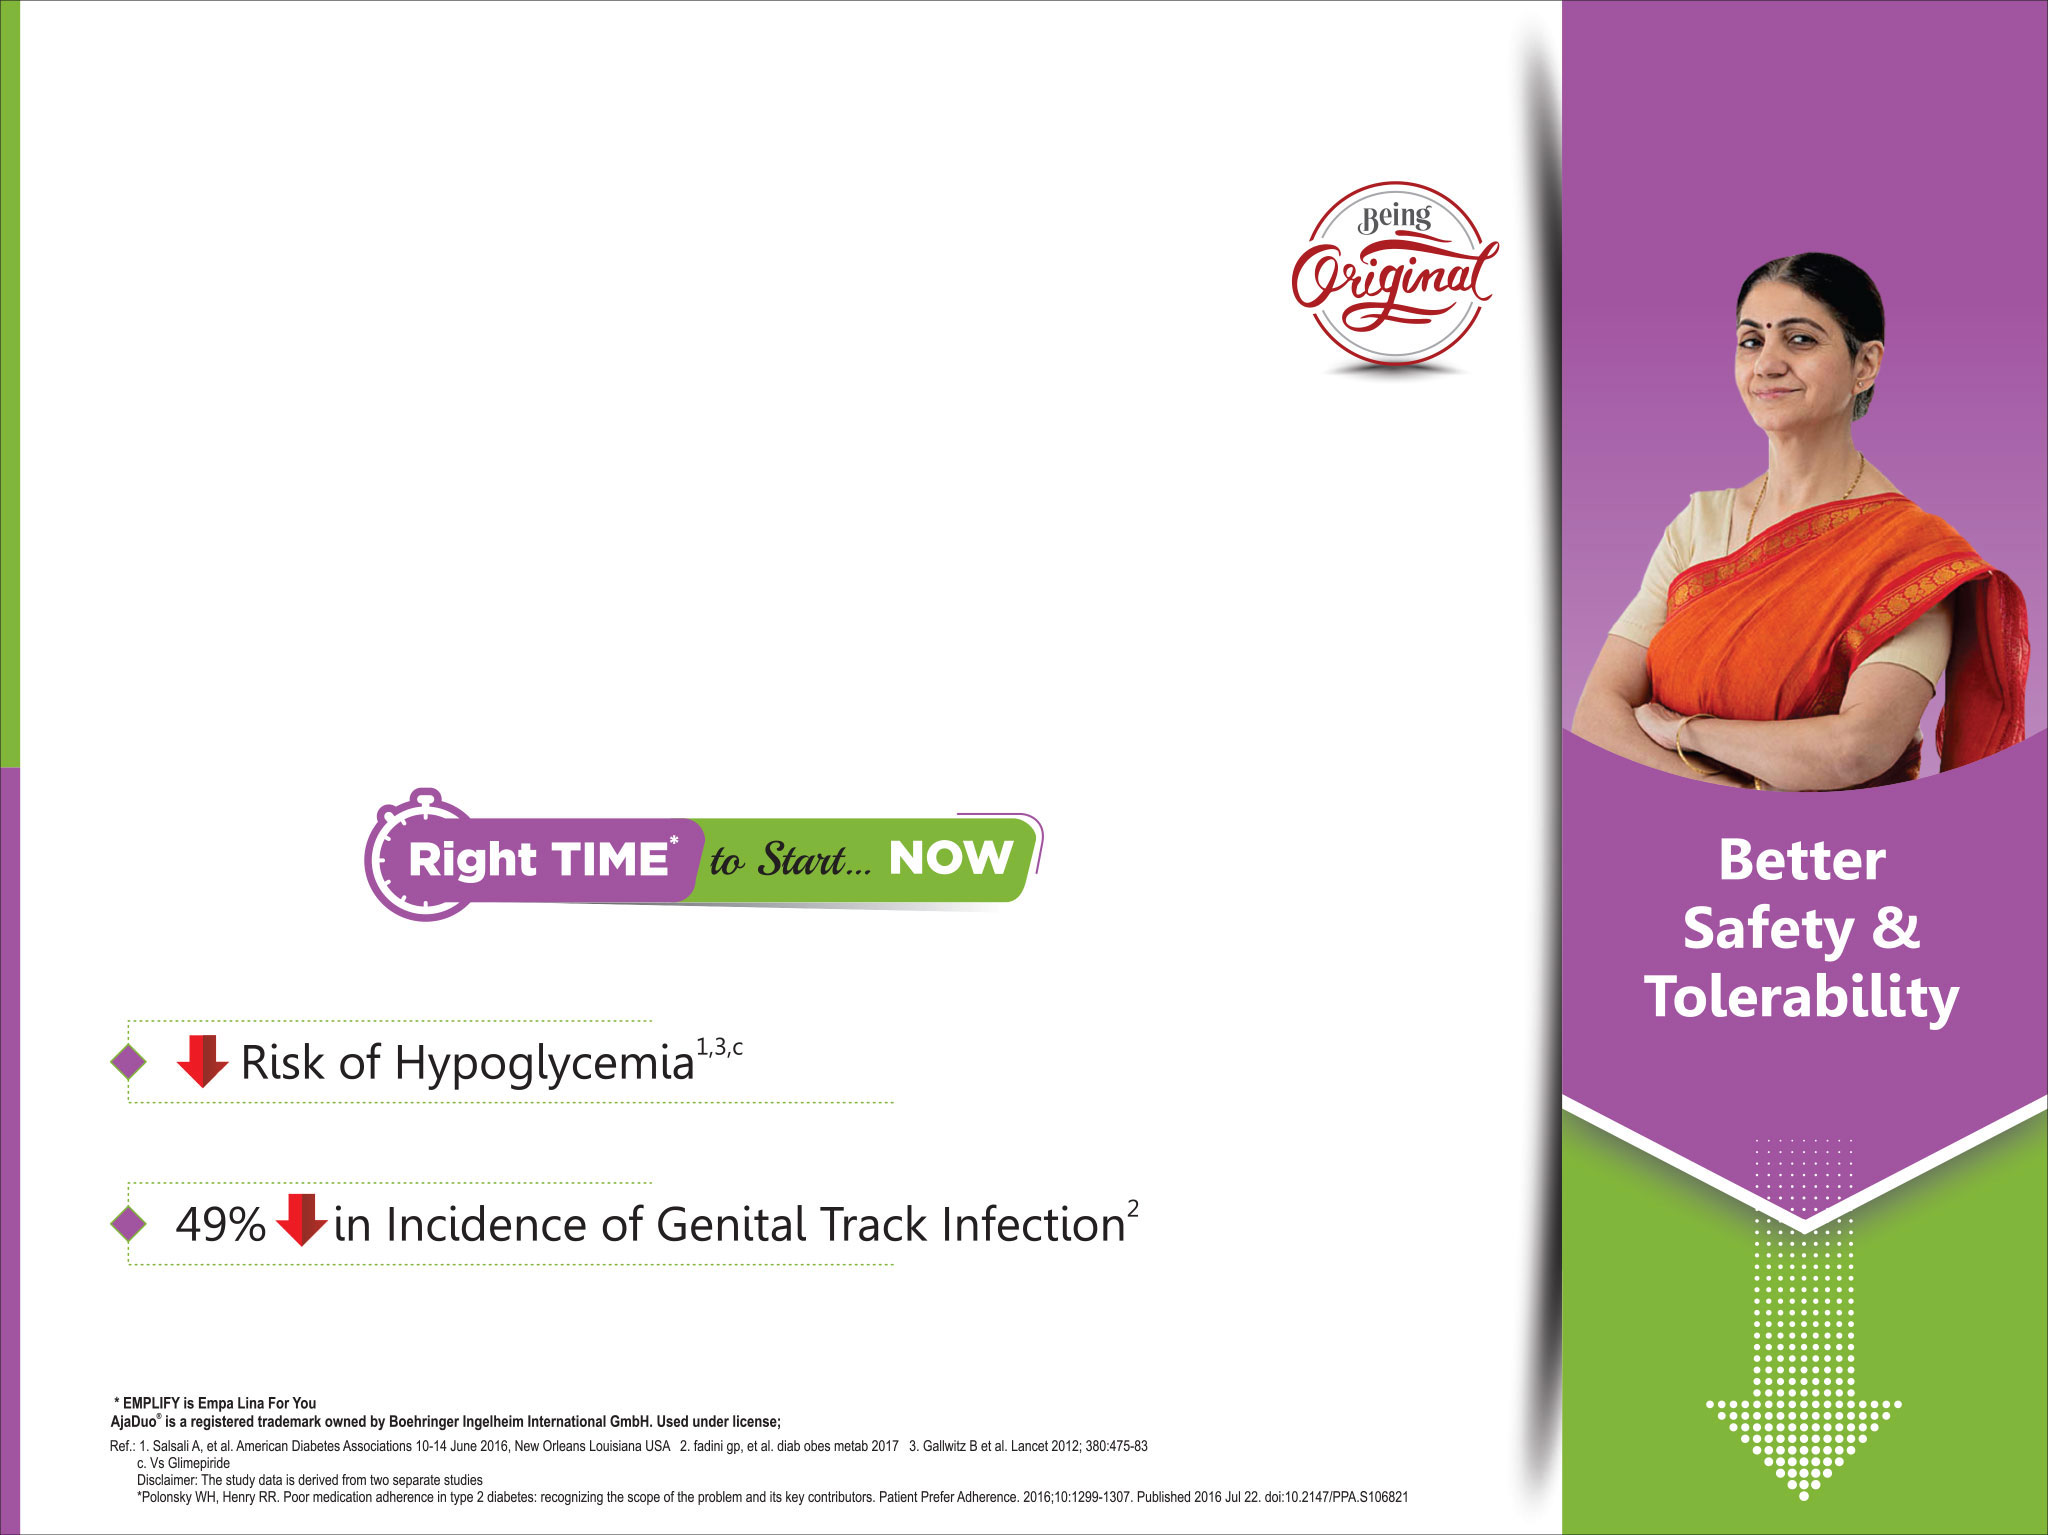 Being
Original
Right TIME* to Start... NOW
Better
Safety &
Tolerability
Risk of Hypoglycemia1,3,c
49% in Incidence of Genital Track Infection2
* EMPLIFY is Empa Lina For You
AjaDuo® is a registered trademark owned by Boehringer Ingelheim International GmbH. Used under license;
Ref.: 1. Salsali A, et al. American Diabetes Associations 10-14 June 2016, New Orleans Louisiana USA 2. fadini gp, et al. diab obes metab 2017 3. Gallwitz B et al. Lancet 2012; 380:475-83
c. Vs Glimepiride
Disclaimer: The study data is derived from two separate studies
*Polonsky WH, Henry RR. Poor medication adherence in type 2 diabetes: recognizing the scope of the problem and its key contributors. Patient Prefer Adherence. 2016;10:1299-1307. Published 2016 Jul 22. doi:10.2147/PPA.S106821